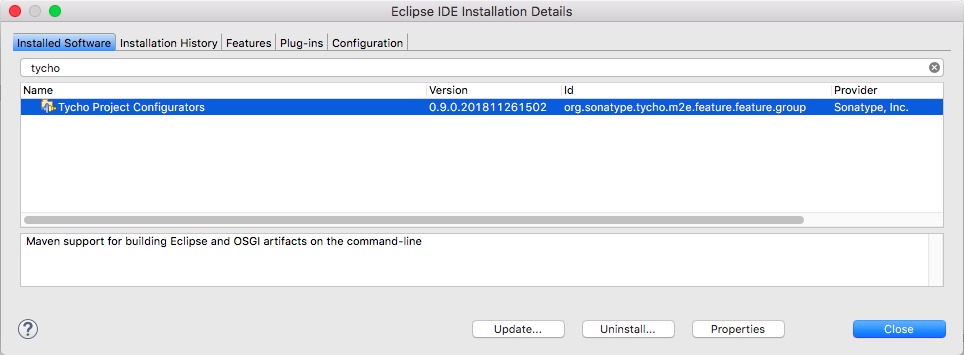 Eclipse IDE Installation Details
Installed Software Installation History Features Plug-ins Configuration
tycho
Name Version Id Provider
Tycho Project Configurators 0.9.0.201811261502 org.sonatype.tycho.m2e.feature.feature.group Sonatype, Inc.
Maven support for building Eclipse and OSGI artifacts on the command-line
? Update... Uninstall... Properties Close